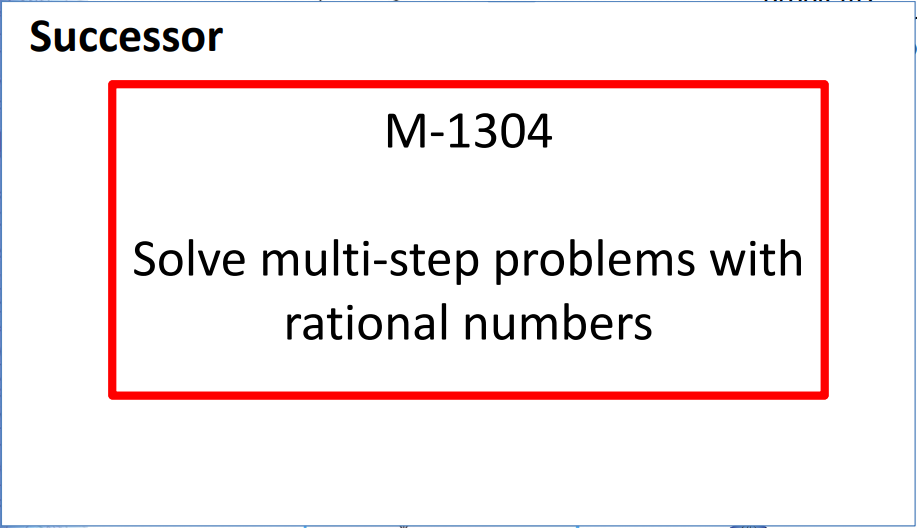 Successor
M-1304
Solve multi-step problems with
rational numbers